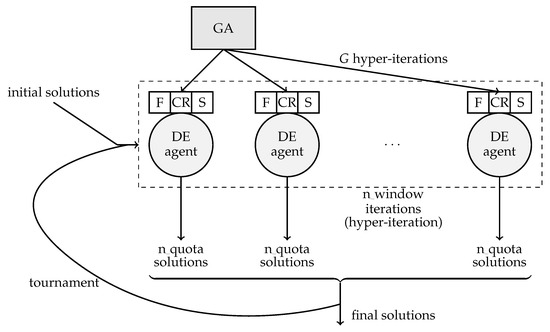 GA
G hyper-iterations
initial solutions
F CR S
F CR S
F CR S
DE
agent
DE
agent
...
DE
agent
n window
iterations
(hyper-iteration)
n quota
solutions
n quota
solutions
n quota
solutions
tournament
final solutions